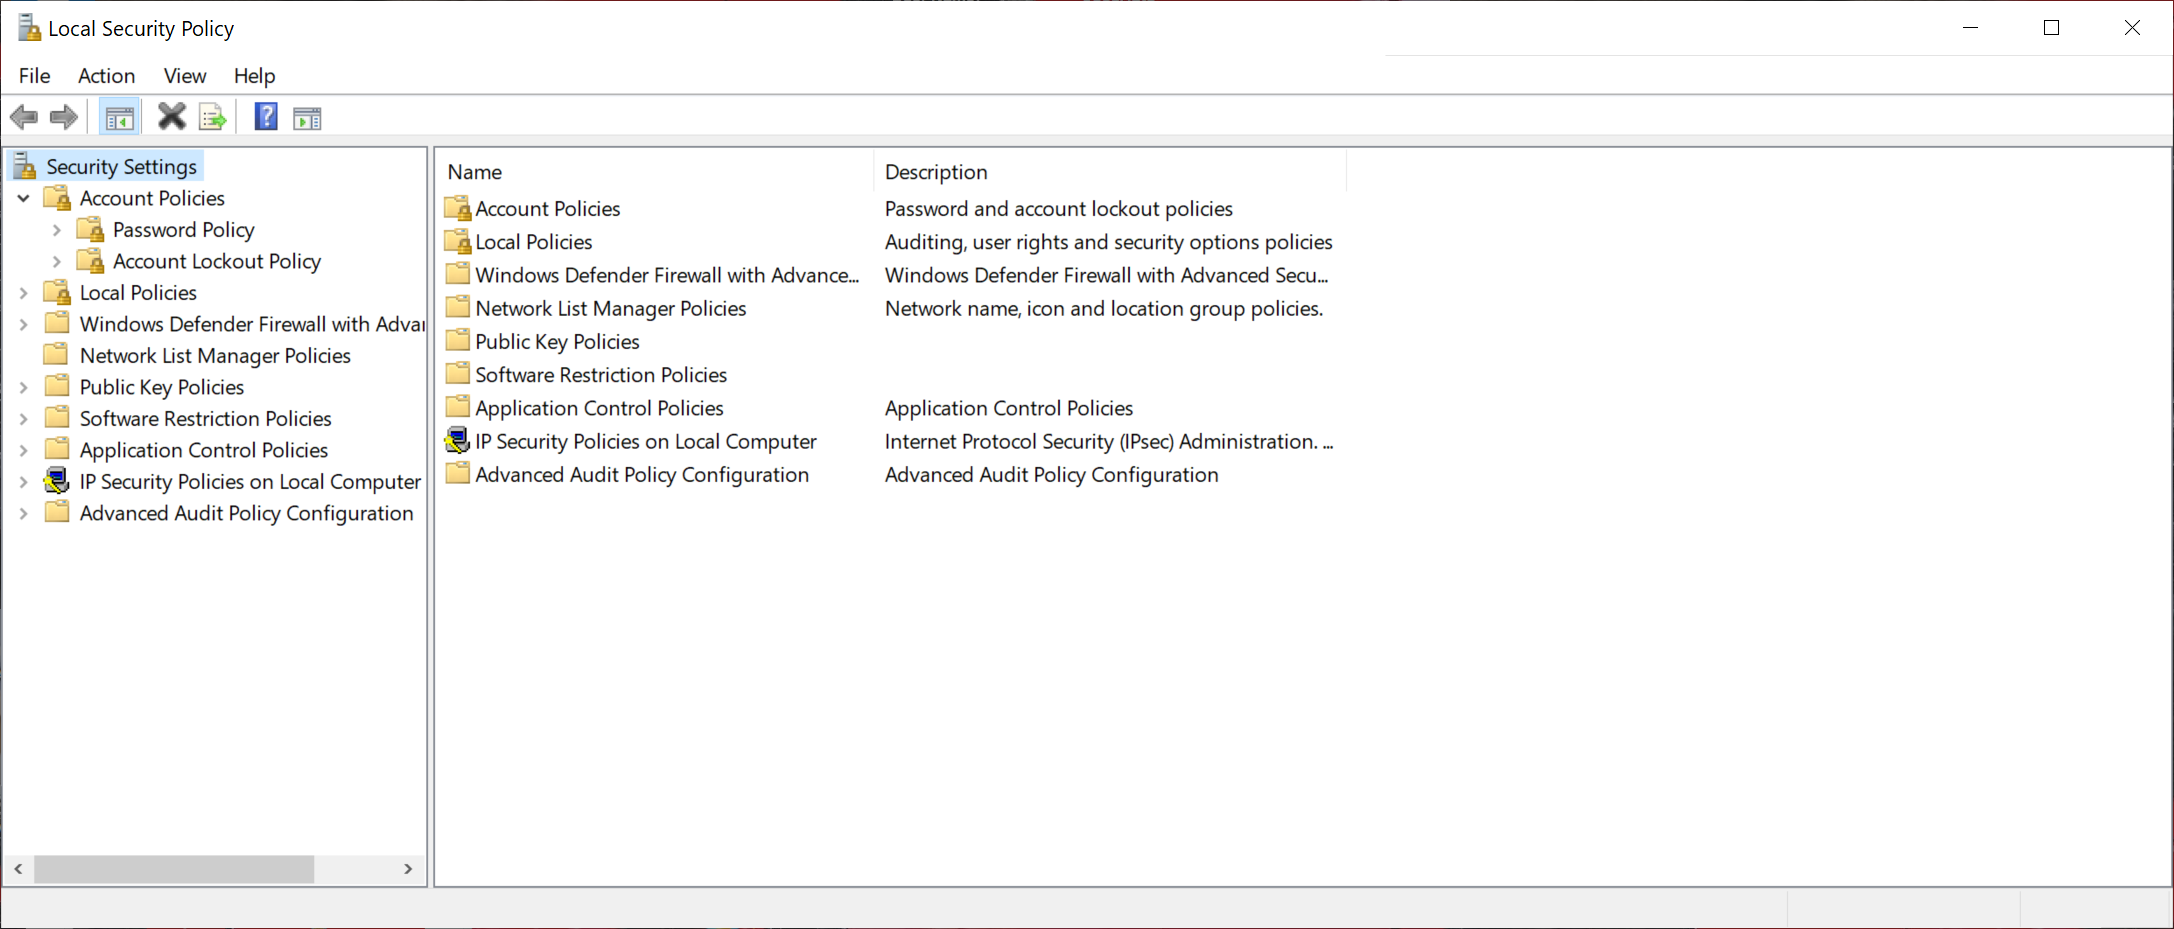 Local Security Policy
File Action View Help
Security Settings
Account Policies
Password Policy
Account Lockout Policy
Local Policies
Windows Defender Firewall with Advan
Network List Manager Policies
Public Key Policies
Software Restriction Policies
Application Control Policies
IP Security Policies on Local Computer
Advanced Audit Policy Configuration
Name Description
Account Policies Password and account lockout policies
Local Policies Auditing, user rights and security options policies
Windows Defender Firewall with Advance... Windows Defender Firewall with Advanced Secu...
Network List Manager Policies Network name, icon and location group policies.
Public Key Policies
Software Restriction Policies
Application Control Policies Application Control Policies
IP Security Policies on Local Computer Internet Protocol Security (IPsec) Administration. ...
Advanced Audit Policy Configuration Advanced Audit Policy Configuration